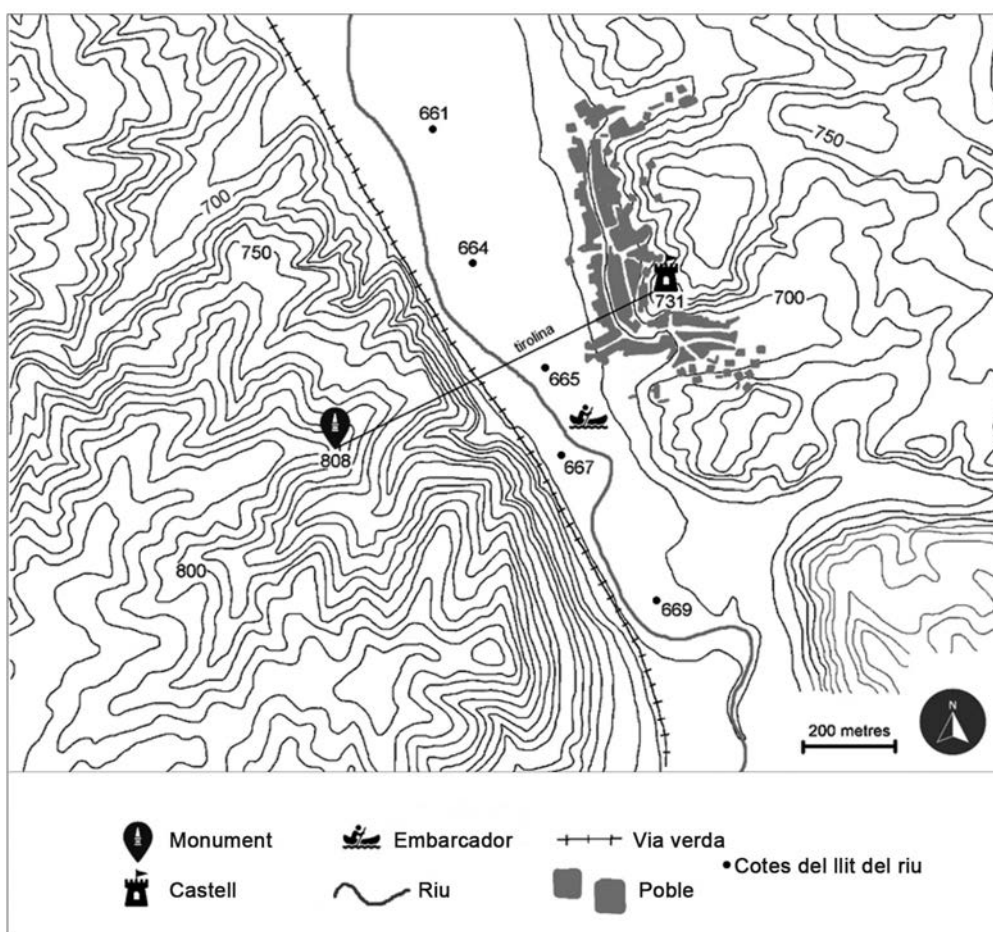 661
750
700
664
750
731
700
tirolina
665
808
667
800
669
N
200 metres
Monument
Embarcador
Via verda
Cotes del llit del riu
Castell
Riu
Poble